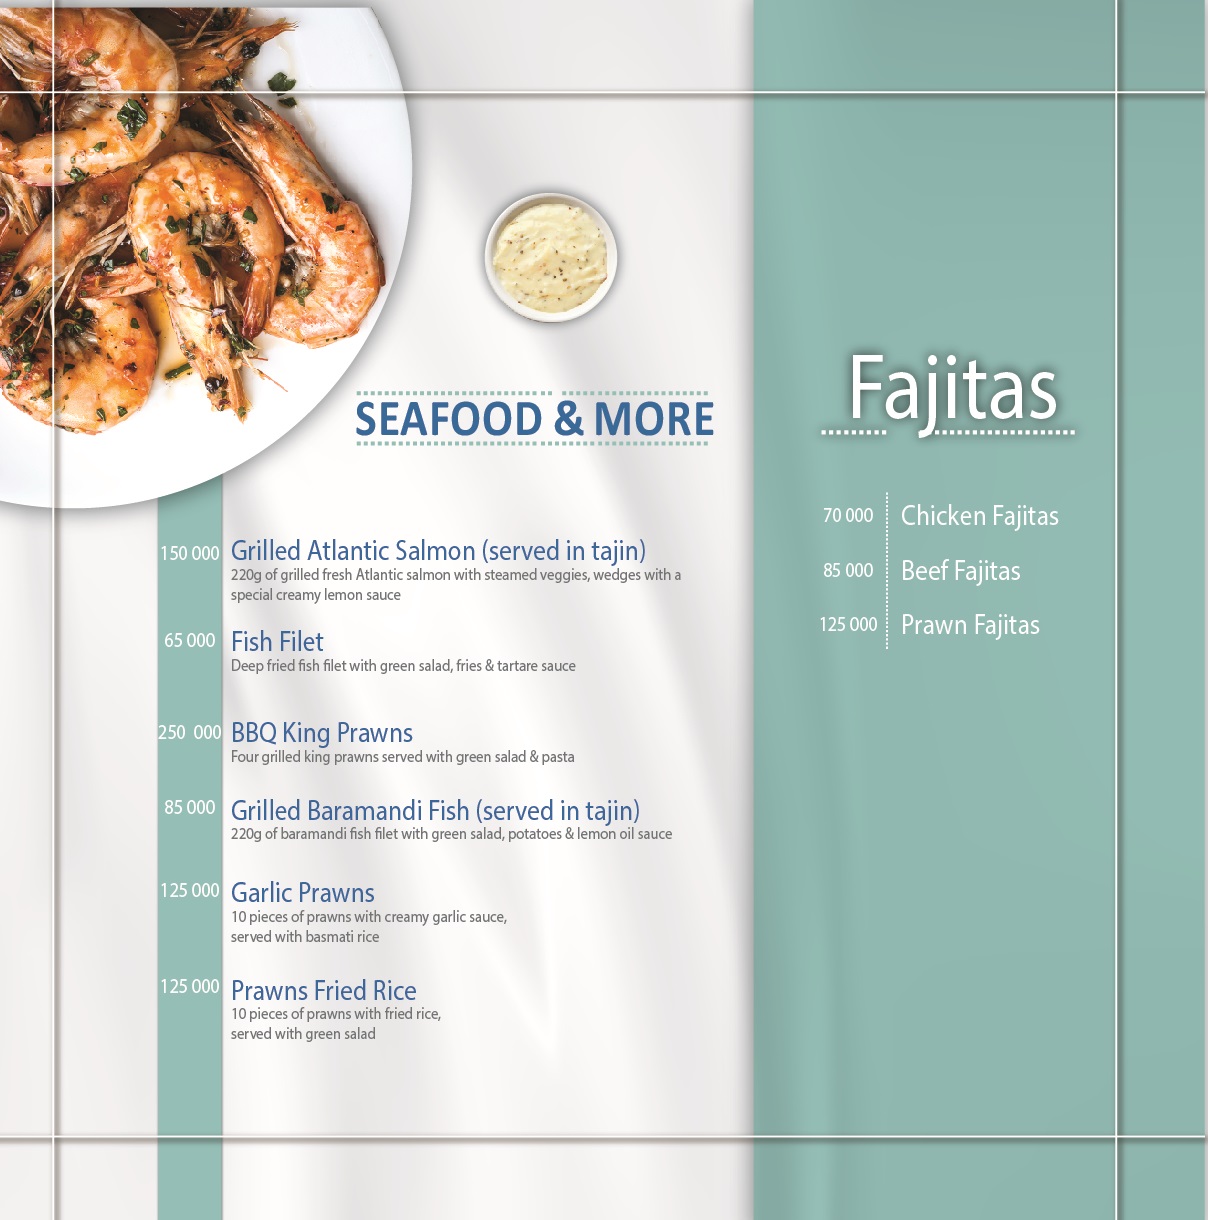 SEAFOOD & MORE
150 000 Grilled Atlantic Salmon (served in tajin)
220g of grilled fresh Atlantic salmon with steamed veggies, wedges with a
special creamy lemon sauce
65 000 Fish Filet
Deep fried fish filet with green salad, fries & tartare sauce
250  000 BBQ King Prawns
Four grilled king prawns served with green salad & pasta
85 000 Grilled Baramandi Fish (served in tajin)
220g of baramandi fish filet with green salad, potatoes & lemon oil sauce
125 000 Garlic Prawns
10 pieces of prawns with creamy garlic sauce,
served with basmati rice
125 000 Prawns Fried Rice
10 pieces of prawns with fried rice,
served with green salad
Fajitas
70 000 Chicken Fajitas
85 000 Beef Fajitas
125 000 Prawn Fajitas